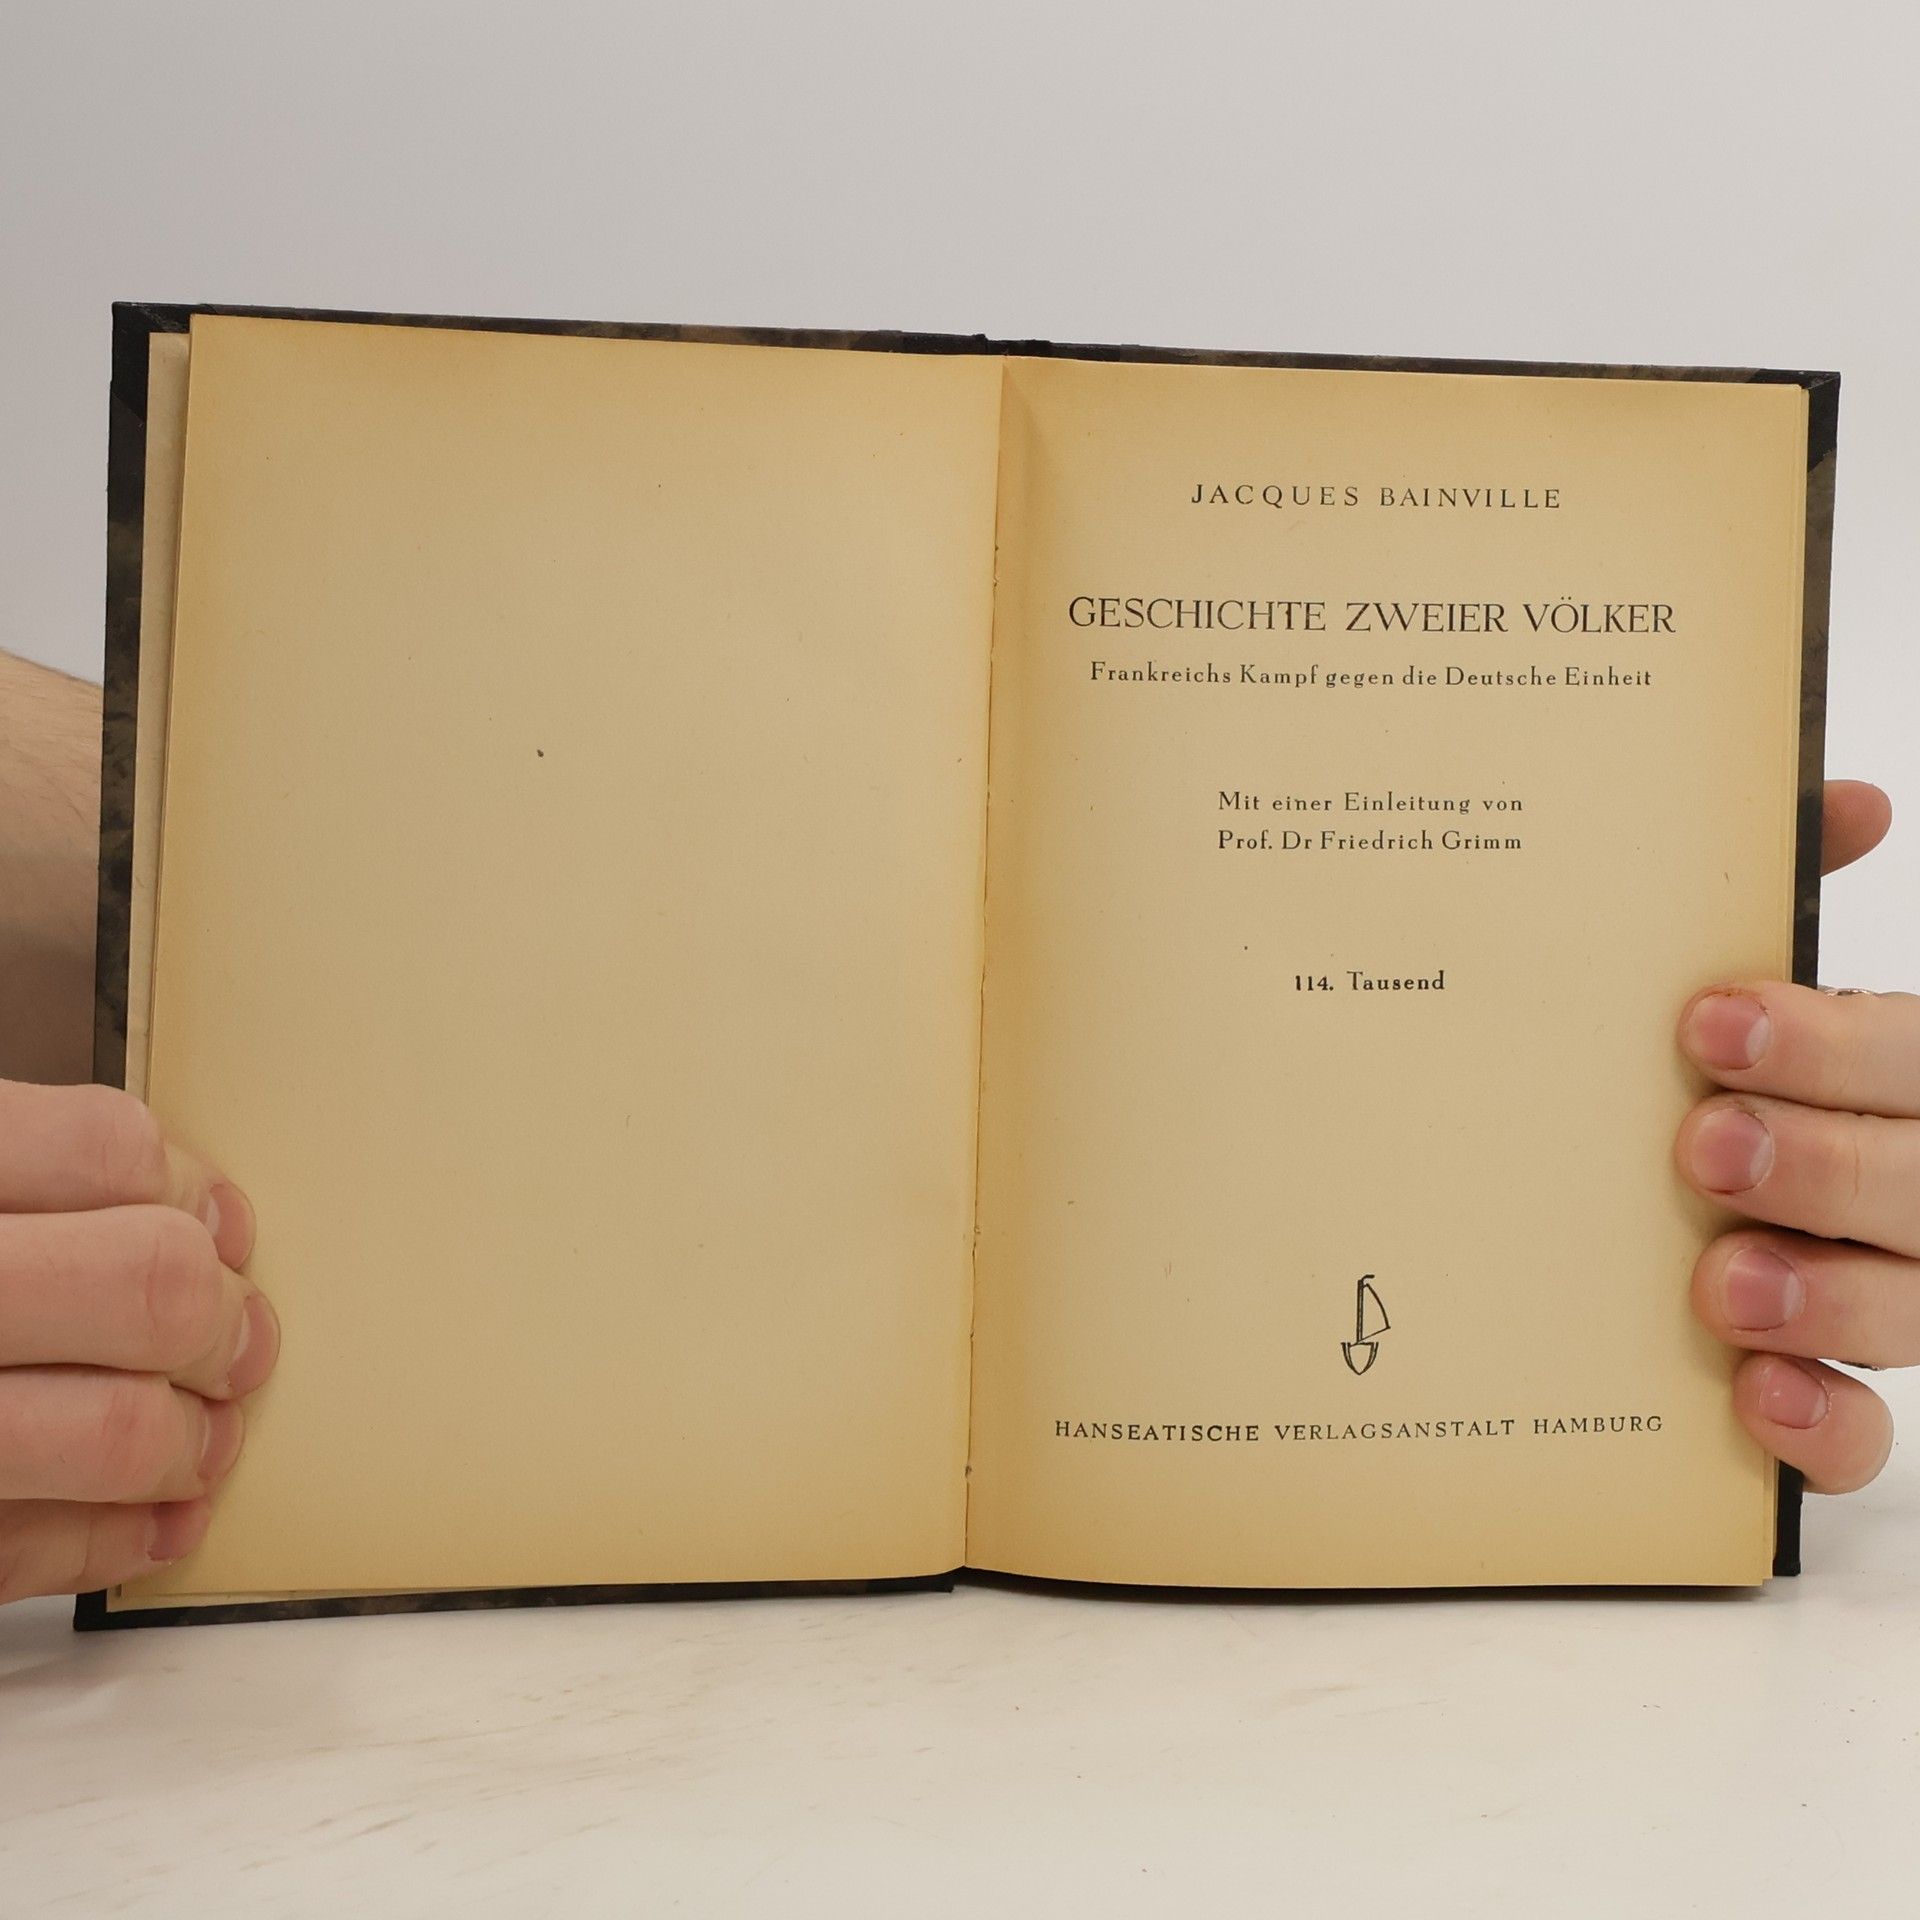 JACQUES BAINVILLE
GESCHICHTE ZWEIER VÖLKER
Frankreichs Kampf gegen die Deutsche Einheit
Mit einer Einleitung von
Prof. Dr Friedrich Grimm
114. Tausend
HANSEATISCHE VERLAGSANSTALT HAMBURG